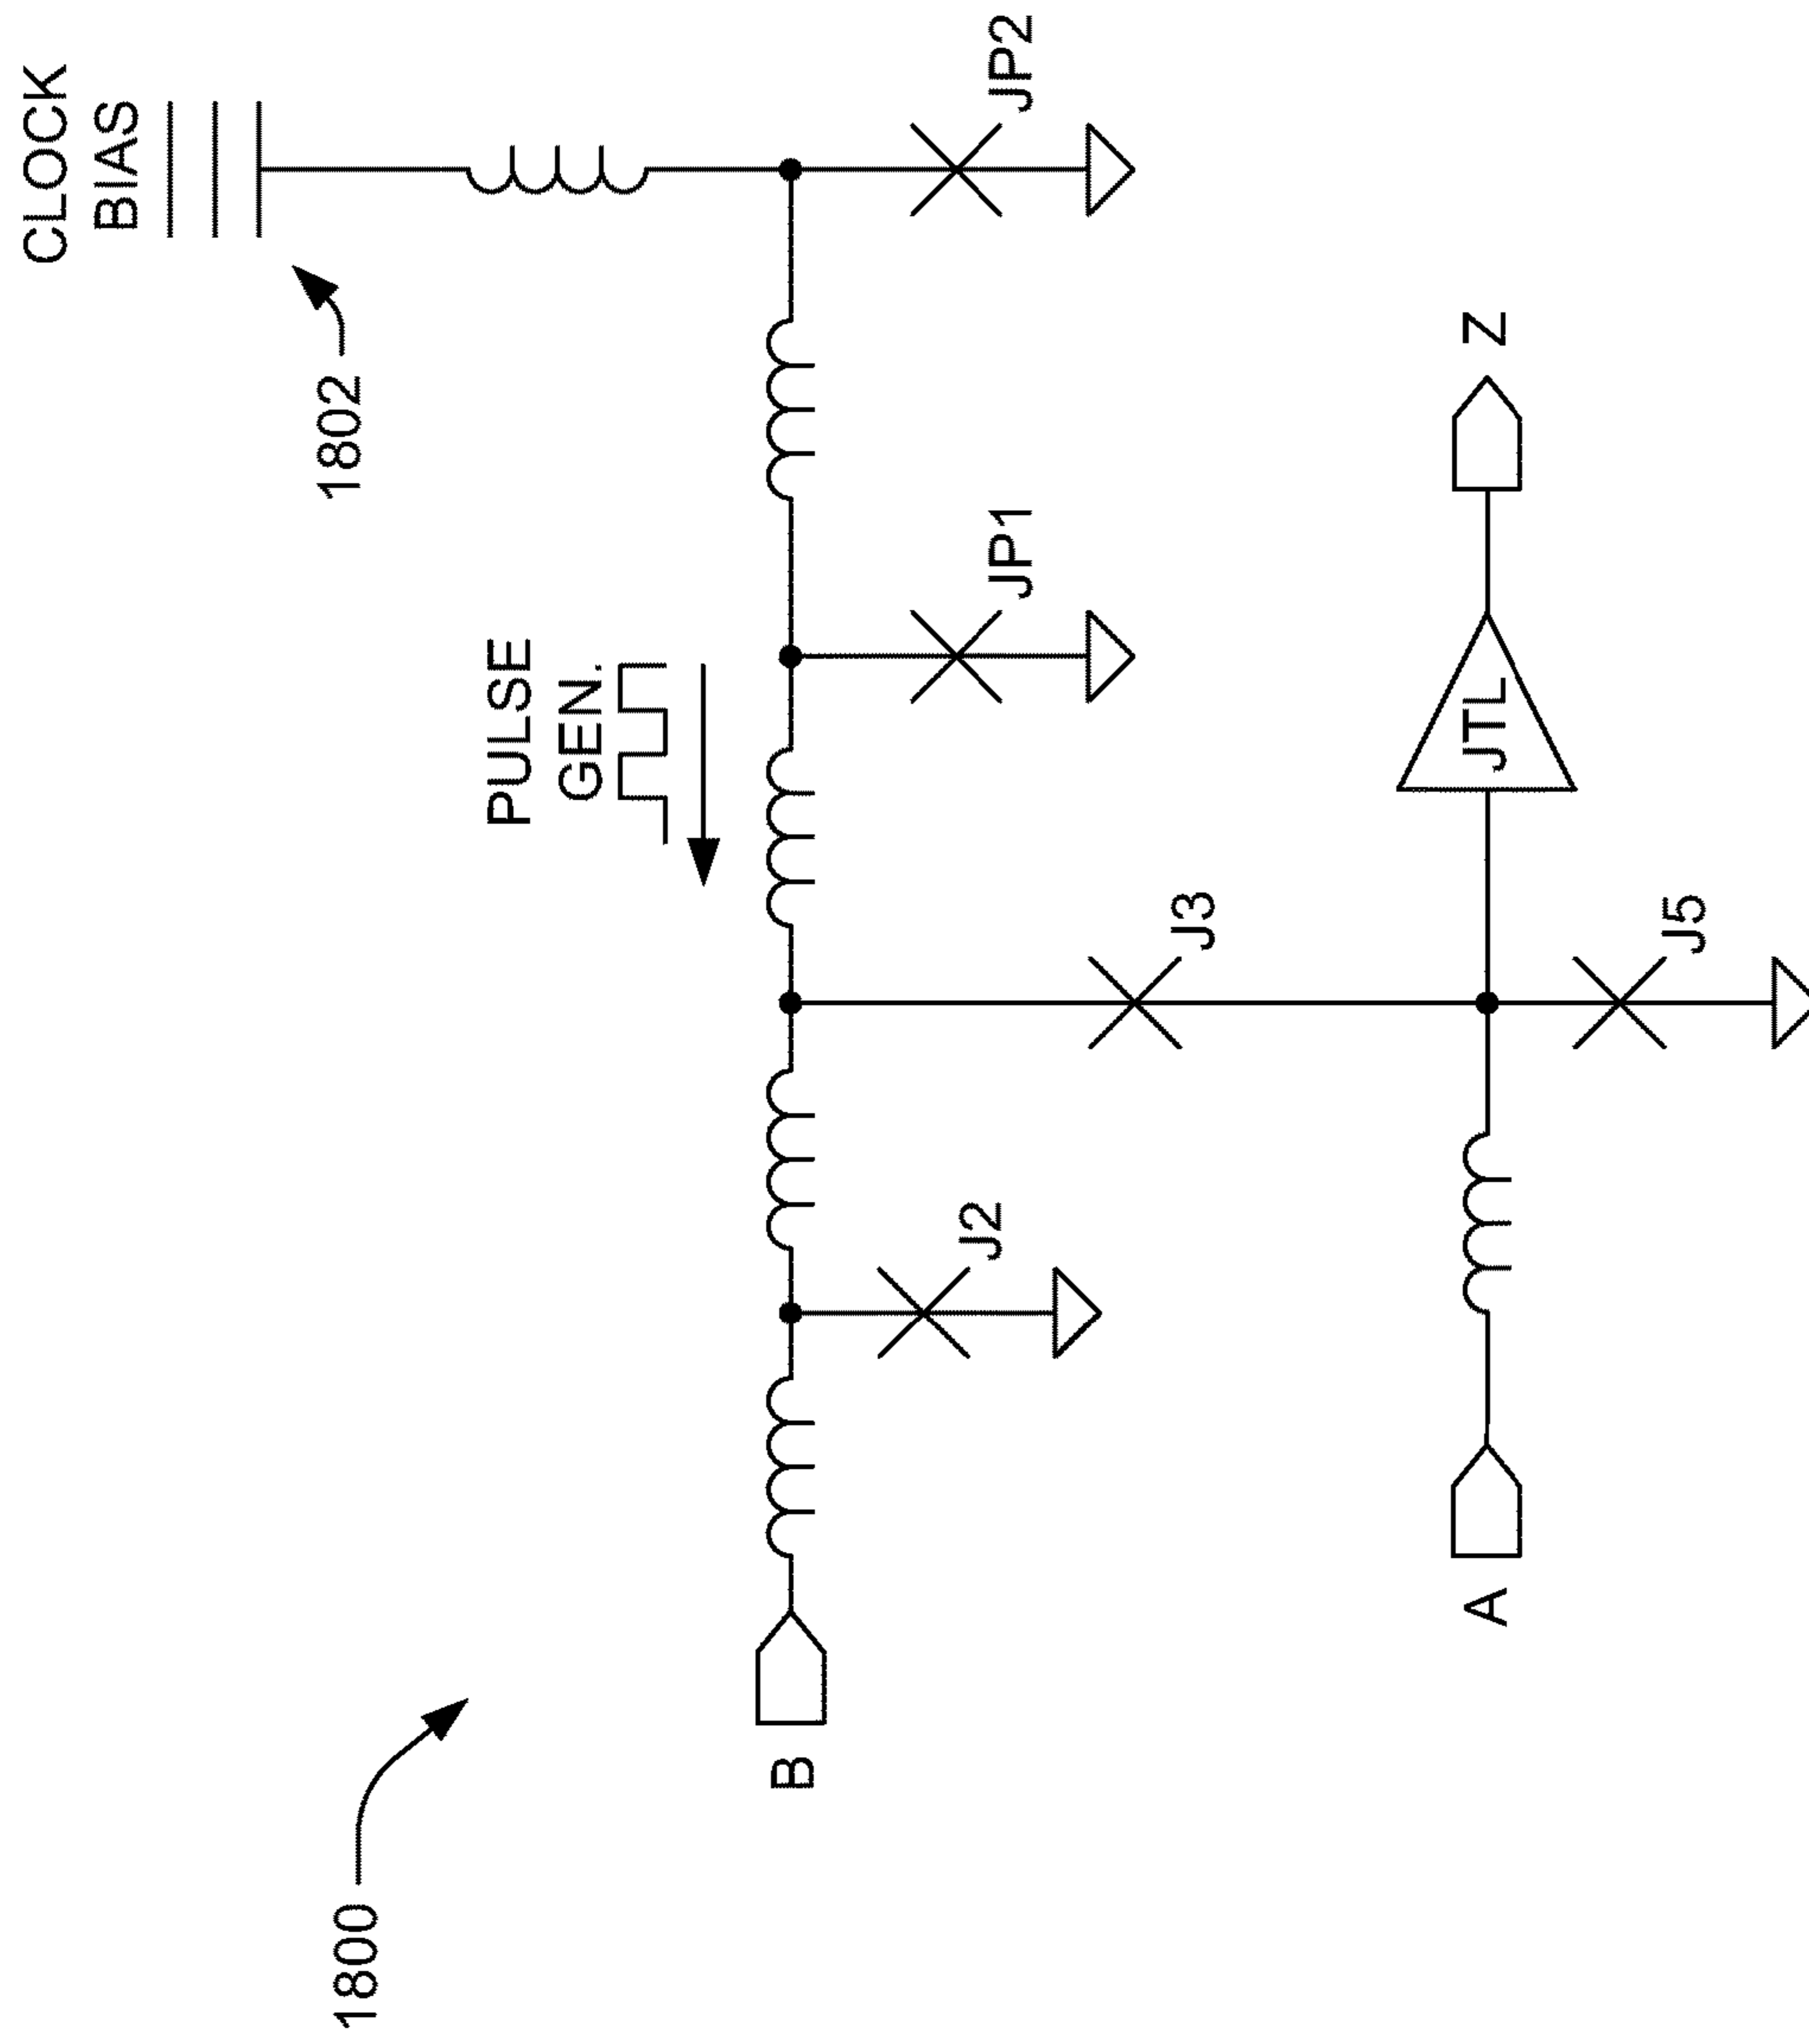 CLOCK
BIAS
1802
PULSE
GEN.
JP2
JP1
J2
J3
J5
JTL
Z
B
A
1800